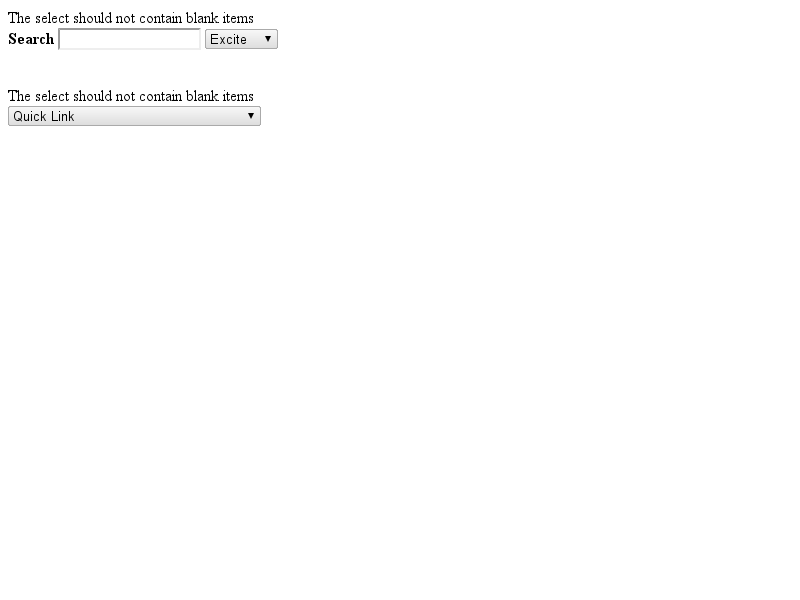 The select should not contain blank items
Search Excite
The select should not contain blank items
Quick Link